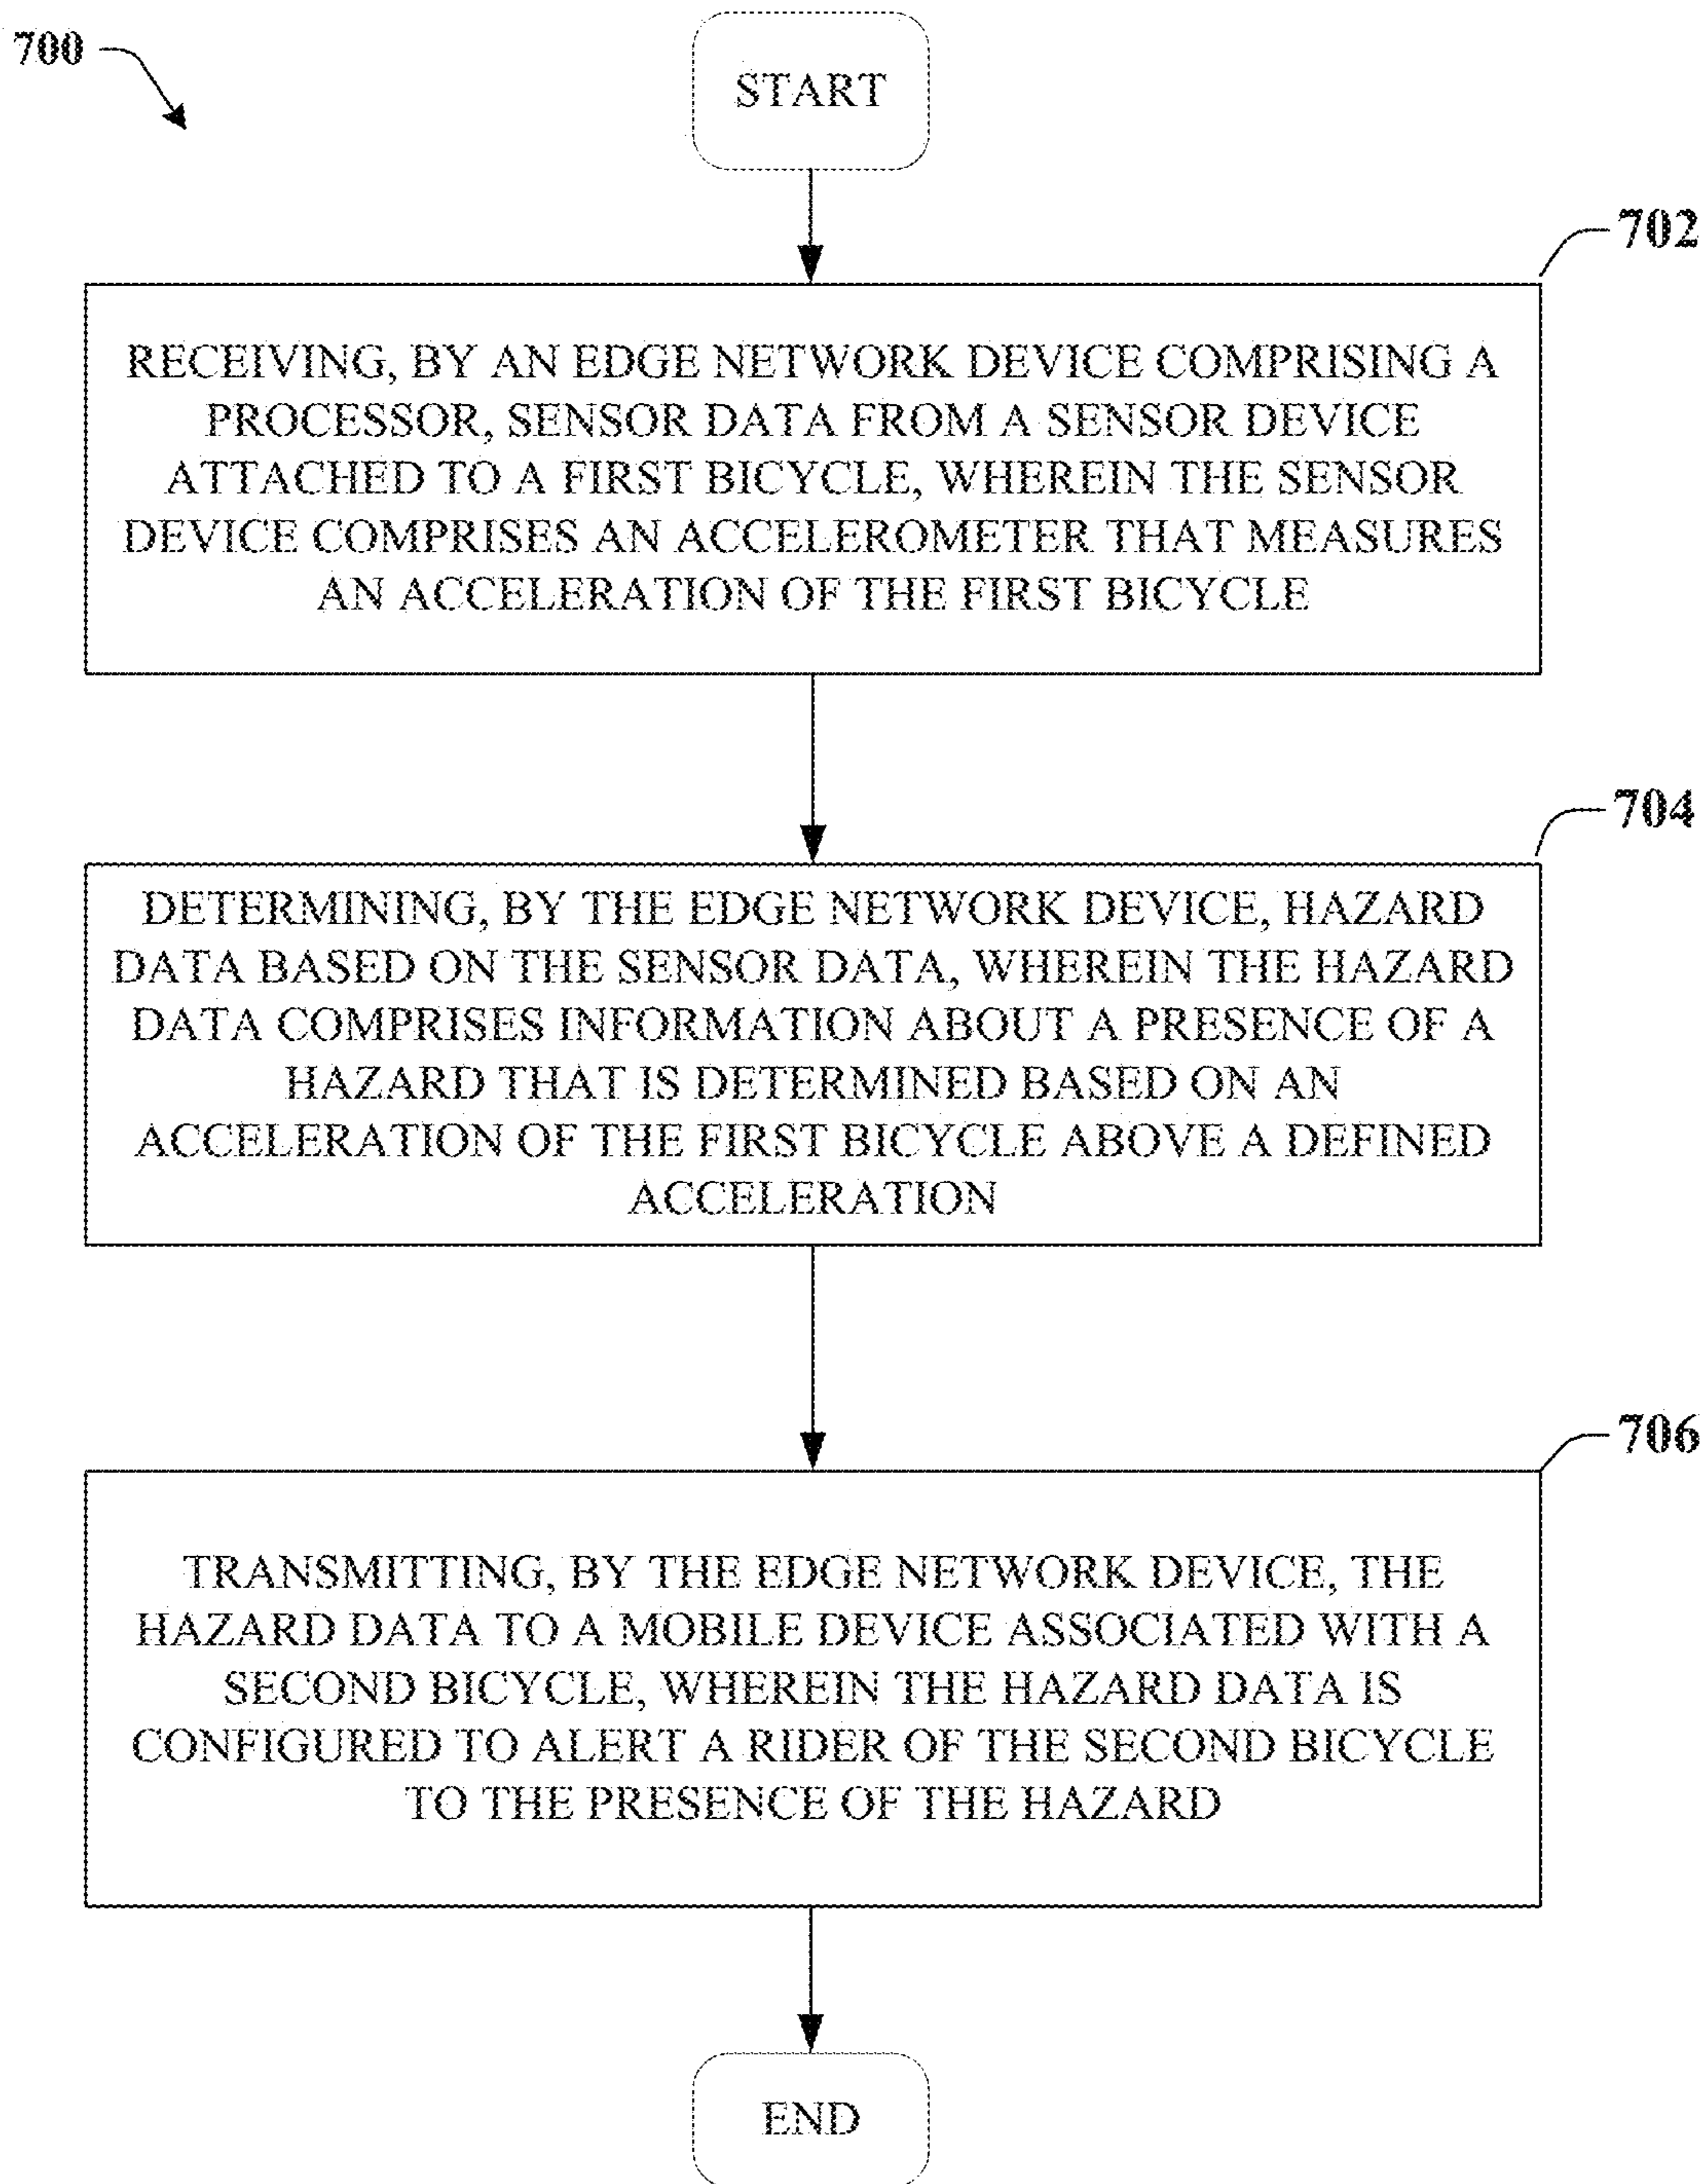 700
START
702
RECEIVING, BY AN EDGE NETWORK DEVICE COMPRISING A
PROCESSOR, SENSOR DATA FROM A SENSOR DEVICE
ATTACHED TO A FIRST BICYCLE, WHEREIN THE SENSOR
DEVICE COMPRISES AN ACCELEROMETER THAT MEASURES
AN ACCELERATION OF THE FIRST BICYCLE
704
DETERMINING, BY THE EDGE NETWORK DEVICE, HAZARD
DATA BASED ON THE SENSOR DATA, WHEREIN THE HAZARD
DATA COMPRISES INFORMATION ABOUT A PRESENCE OF A
HAZARD THAT IS DETERMINED BASED ON AN
ACCELERATION OF THE FIRST BICYCLE ABOVE A DEFINED
ACCELERATION
706
TRANSMITTING, BY THE EDGE NETWORK DEVICE, THE
HAZARD DATA TO A MOBILE DEVICE ASSOCIATED WITH A
SECOND BICYCLE, WHEREIN THE HAZARD DATA IS
CONFIGURED TO ALERT A RIDER OF THE SECOND BICYCLE
TO THE PRESENCE OF THE HAZARD
END